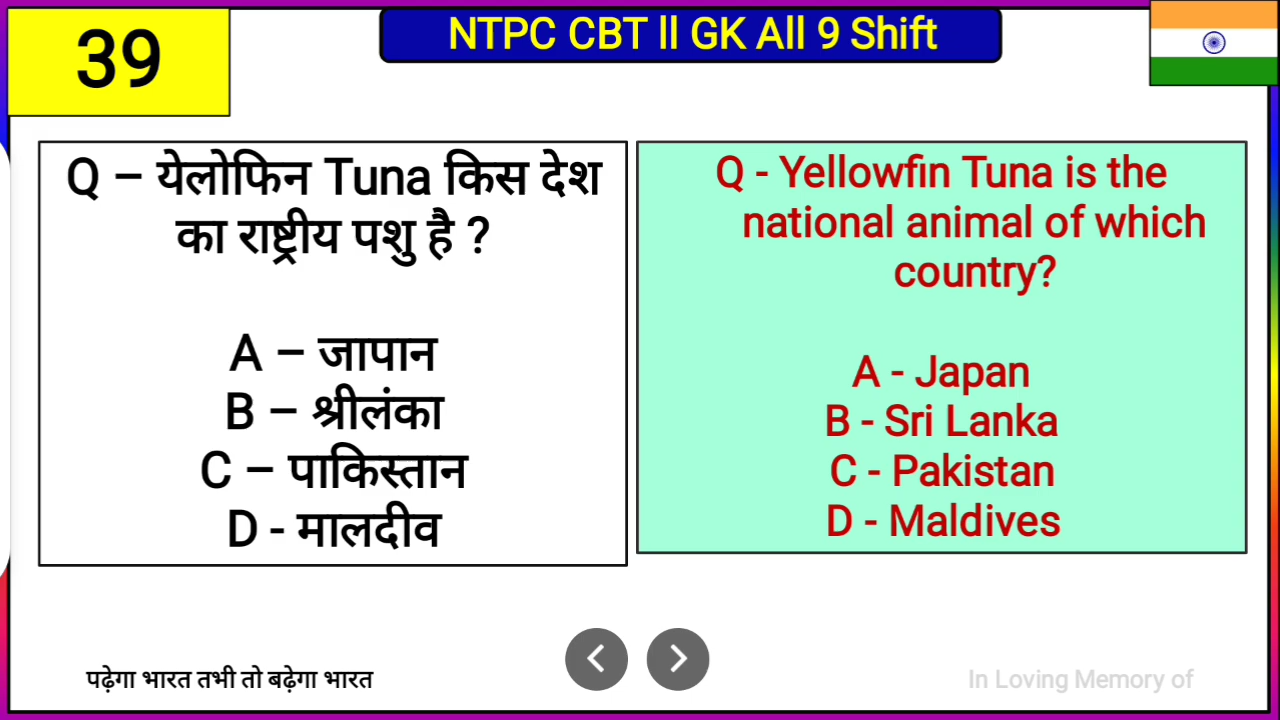 39
NTPC CBT ll GK All 9 Shift
Q – येलोफिन Tuna किस देश
का राष्ट्रीय पशु है ?
A – जापान
B – श्रीलंका
C – पाकिस्तान
D - मालदीव
Q - Yellowfin Tuna is the
national animal of which
country?
A - Japan
B - Sri Lanka
C - Pakistan
D - Maldives
पढ़ेगा भारत तभी तो बढ़ेगा भारत
In Loving Memory of